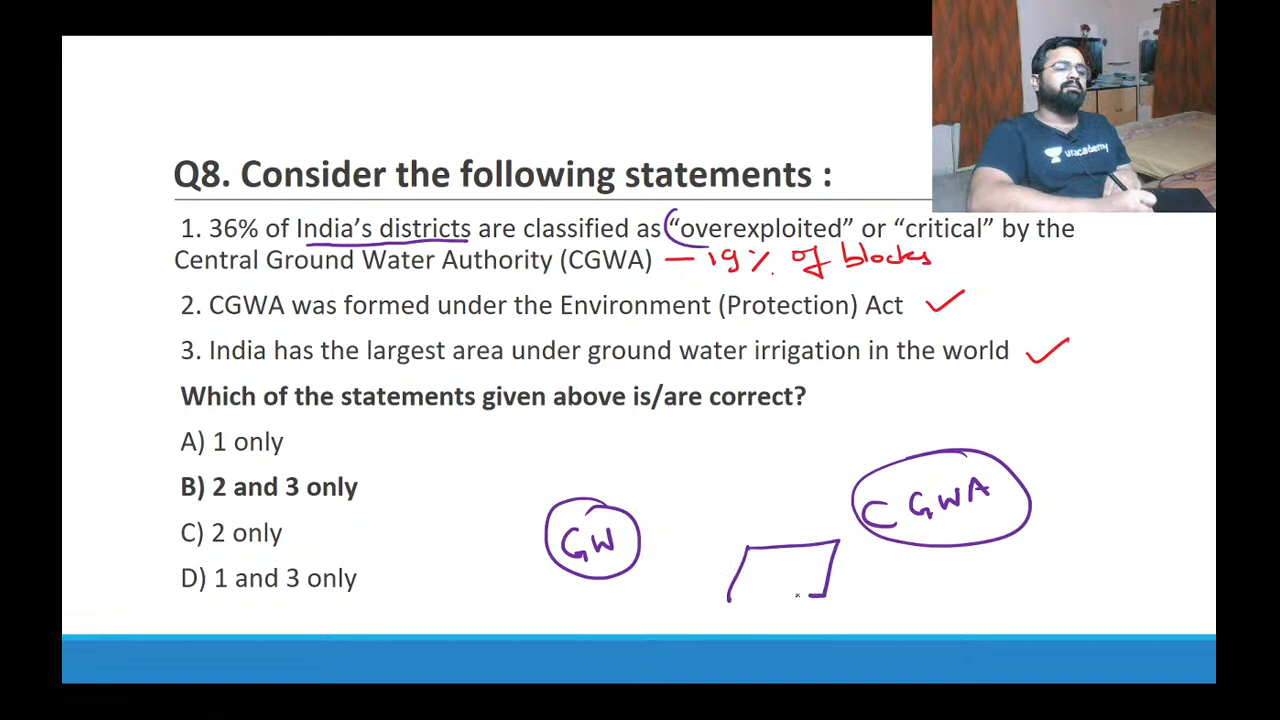 unacademy
Q8. Consider the following statements :
1. 36% of India's districts are classified as "overexploited" or "critical" by the
Central Ground Water Authority (CGWA) — 19% of blocks
2. CGWA was formed under the Environment (Protection) Act ✓
3. India has the largest area under ground water irrigation in the world ✓
Which of the statements given above is/are correct?
A) 1 only
B) 2 and 3 only
C) 2 only
D) 1 and 3 only
CGWA
GW